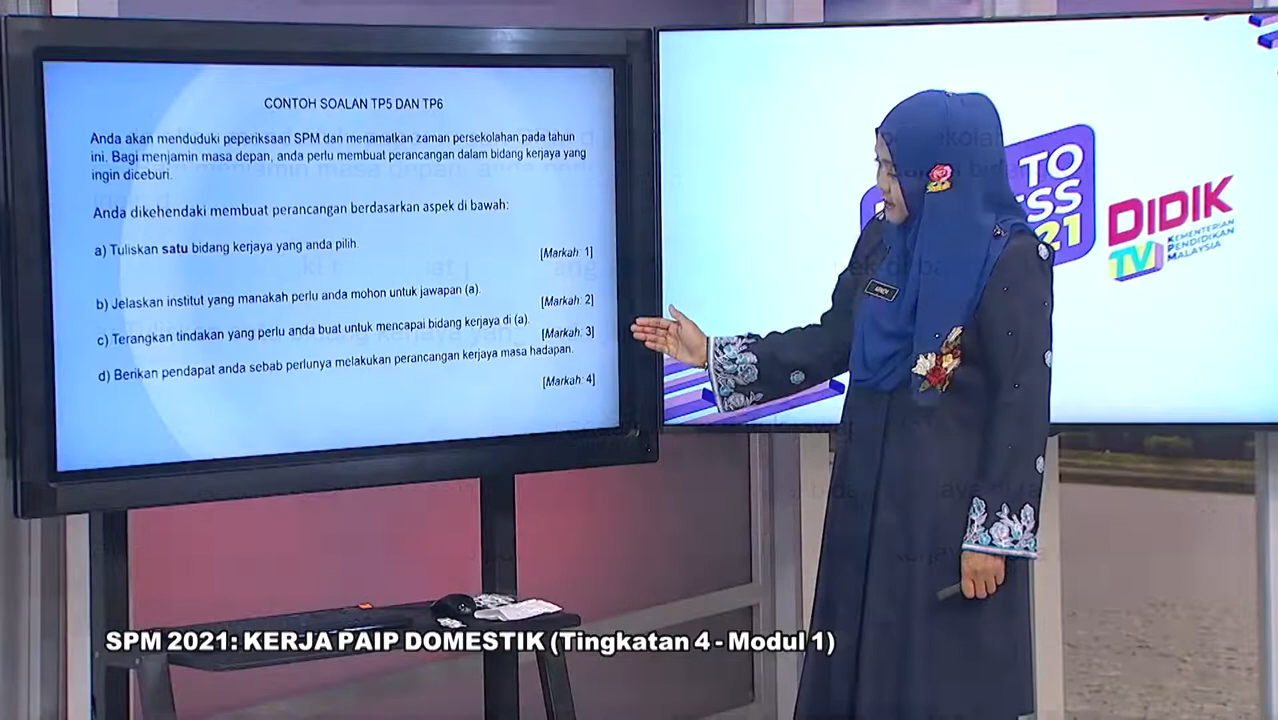 CONTOH SOALAN TP5 DAN TP6
Anda akan menduduki peperiksaan SPM dan menamatkan zaman persekolahan pada tahun
ini. Bagi menjamin masa depan, anda perlu membuat perancangan dalam bidang kerjaya yang
ingin diceburi.
Anda dikehendaki membuat perancangan berdasarkan aspek di bawah:
a) Tuliskan satu bidang kerjaya yang anda pilih.
[Markah: 1]
b) Jelaskan institut yang manakah perlu anda mohon untuk jawapan (a).
[Markah: 2]
c) Terangkan tindakan yang perlu anda buat untuk mencapai bidang kerjaya di (a).
[Markah: 3]
d) Berikan pendapat anda sebab perlunya melakukan perancangan kerjaya masa hadapan.
[Markah: 4]
TO
SS
21
DIDIK
TV
KEMENTERIAN
PENDIDIKAN
MALAYSIA
SPM 2021: KERJA PAIP DOMESTIK (Tingkatan 4 - Modul 1)